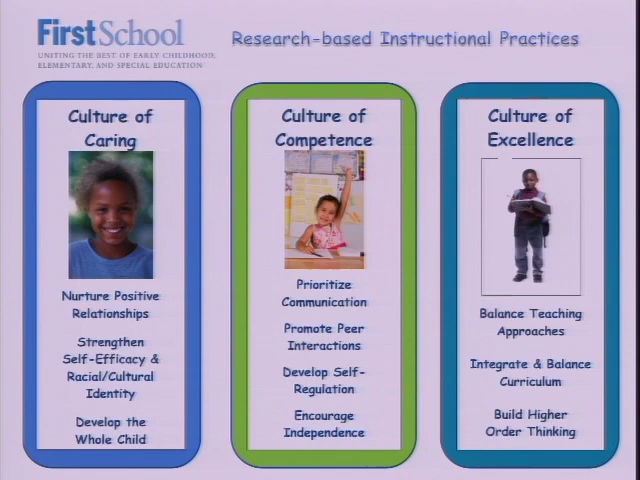 FirstSchool
UNITING THE BEST OF EARLY CHILDHOOD,
ELEMENTARY, AND SPECIAL EDUCATION
Research-based Instructional Practices
Culture of
Caring
Nurture Positive
Relationships
Strengthen
Self-Efficacy &
Racial/Cultural
Identity
Develop the
Whole Child
Culture of
Competence
Prioritize
Communication
Promote Peer
Interactions
Develop Self-
Regulation
Encourage
Independence
Culture of
Excellence
Balance Teaching
Approaches
Integrate & Balance
Curriculum
Build Higher
Order Thinking